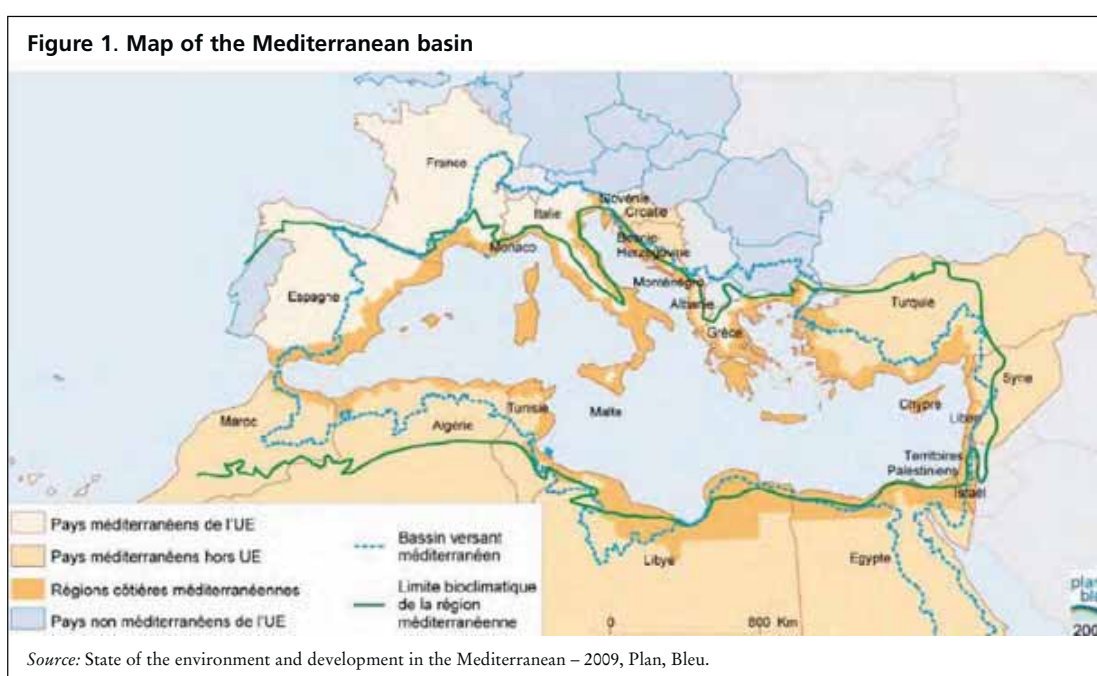 Figure 1. Map of the Mediterranean basin
France
Slovénie
Croatie
Italie
Bosnie
Herzégovine
Monaco
Monténégro
Espagne
Albanie
Turquie
Grèce
Syrie
Chypre
Liban
Tunisie
Malte
Maroc
Algérie
Territoires
Palestiniens
Israël
Libye
Egypte
Pays méditerranéens de l'UE
Pays méditerranéens hors UE
Régions côtières méditerranéennes
Pays non méditerranéens de l'UE
Bassin versant
méditerranéen
Limite bioclimatique
de la région
méditerranéenne
0 800 Km
Source: State of the environment and development in the Mediterranean – 2009, Plan, Bleu.